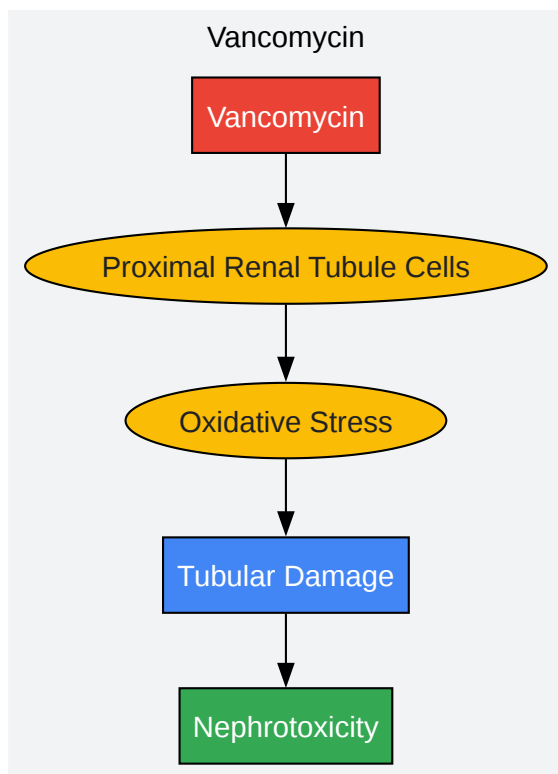 Vancomycin
Vancomycin
Proximal Renal Tubule Cells
Oxidative Stress
Tubular Damage
Nephrotoxicity